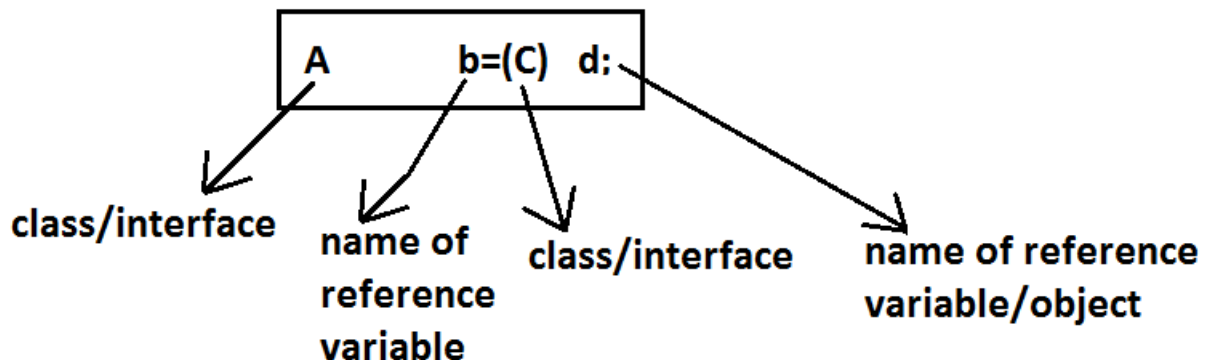 A b=(C) d;
class/interface
name of
reference
variable
class/interface
name of reference
variable/object